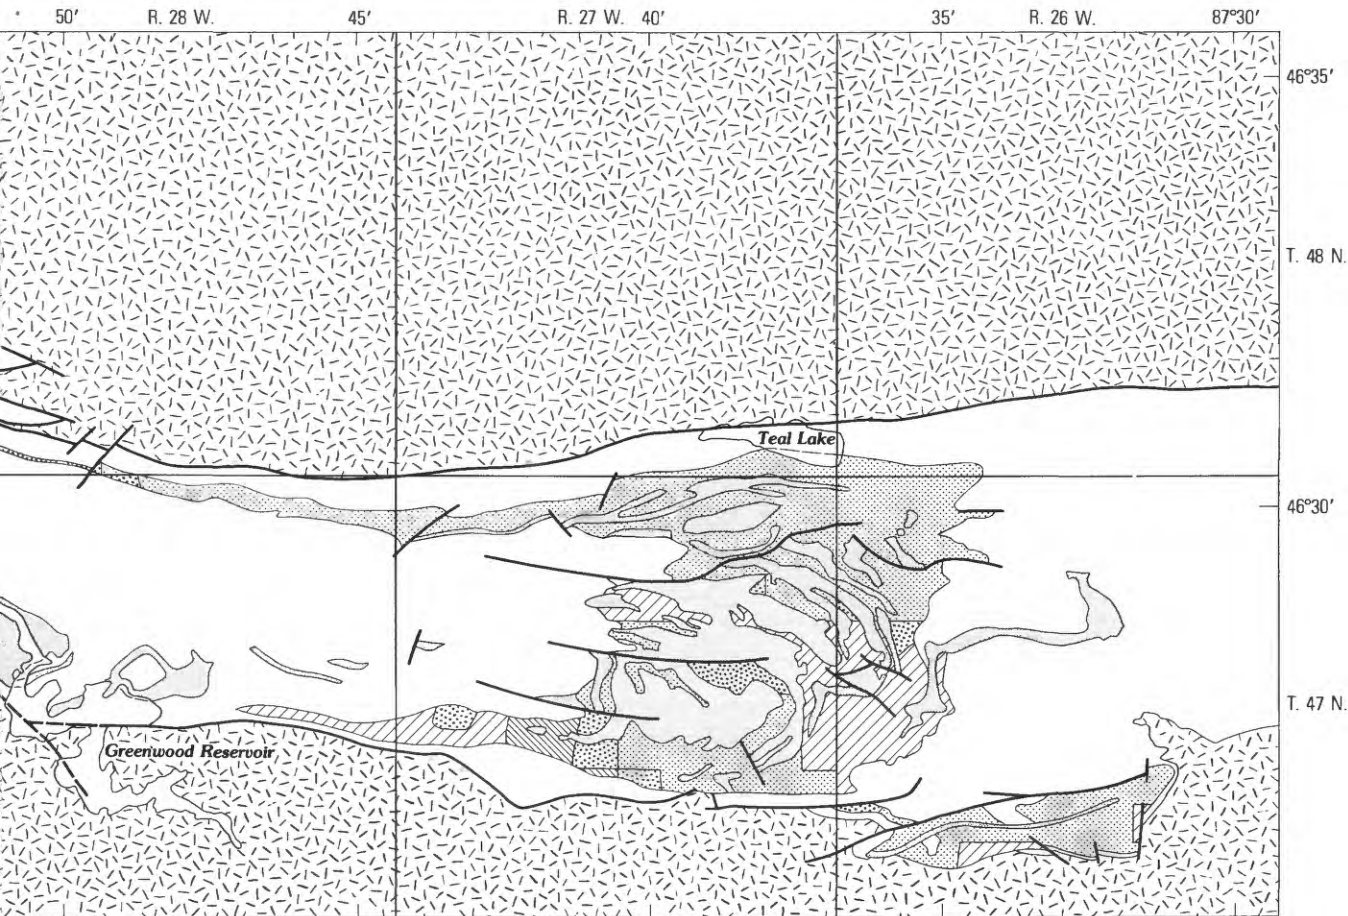 50′ R. 28 W. 45′ R. 27 W. 40′ 35′ R. 26 W. 87°30′
46°35′
T. 48 N.
Teal Lake
46°30′
T. 47 N.
Greenwood Reservoir